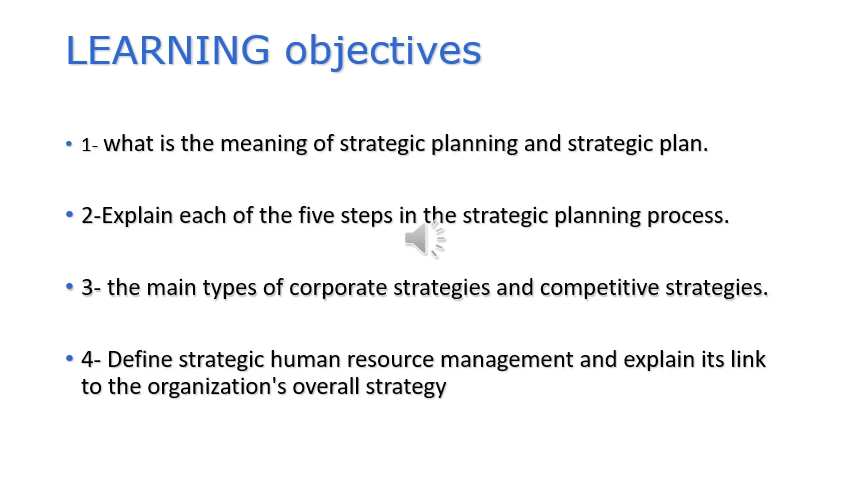 LEARNING objectives
• 1- what is the meaning of strategic planning and strategic plan.
• 2-Explain each of the five steps in the strategic planning process.
• 3- the main types of corporate strategies and competitive strategies.
• 4- Define strategic human resource management and explain its link
to the organization's overall strategy